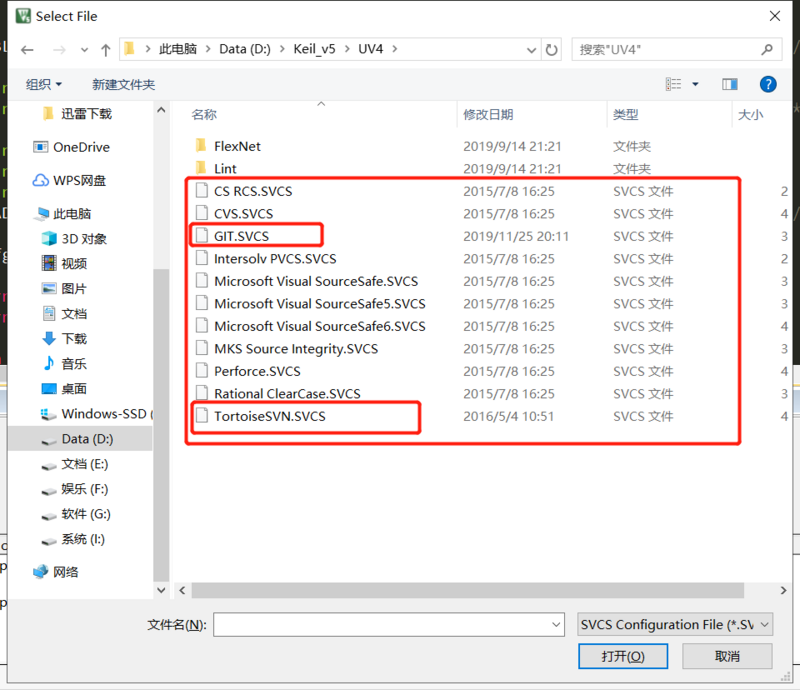 Select File
此电脑 > Data (D:) > Keil_v5 > UV4 >
搜索"UV4"
组织
新建文件夹
名称 修改日期 类型 大小
迅雷下载
OneDrive
WPS网盘
此电脑
3D 对象
视频
图片
文档
下载
音乐
桌面
Windows-SSD (
Data (D:)
文档 (E:)
娱乐 (F:)
软件 (G:)
系统 (I:)
网络
FlexNet 2019/9/14 21:21 文件夹
Lint 2019/9/14 21:21 文件夹
CS RCS.SVCS 2015/7/8 16:25 SVCS 文件 2
CVS.SVCS 2015/7/8 16:25 SVCS 文件 4
GIT.SVCS 2019/11/25 20:11 SVCS 文件 3
Intersolv PVCS.SVCS 2015/7/8 16:25 SVCS 文件 2
Microsoft Visual SourceSafe.SVCS 2015/7/8 16:25 SVCS 文件 3
Microsoft Visual SourceSafe5.SVCS 2015/7/8 16:25 SVCS 文件 3
Microsoft Visual SourceSafe6.SVCS 2015/7/8 16:25 SVCS 文件 4
MKS Source Integrity.SVCS 2015/7/8 16:25 SVCS 文件 3
Perforce.SVCS 2015/7/8 16:25 SVCS 文件 4
Rational ClearCase.SVCS 2015/7/8 16:25 SVCS 文件 3
TortoiseSVN.SVCS 2016/5/4 10:51 SVCS 文件 4
文件名(N):
SVCS Configuration File (*.SV
打开(O)
取消